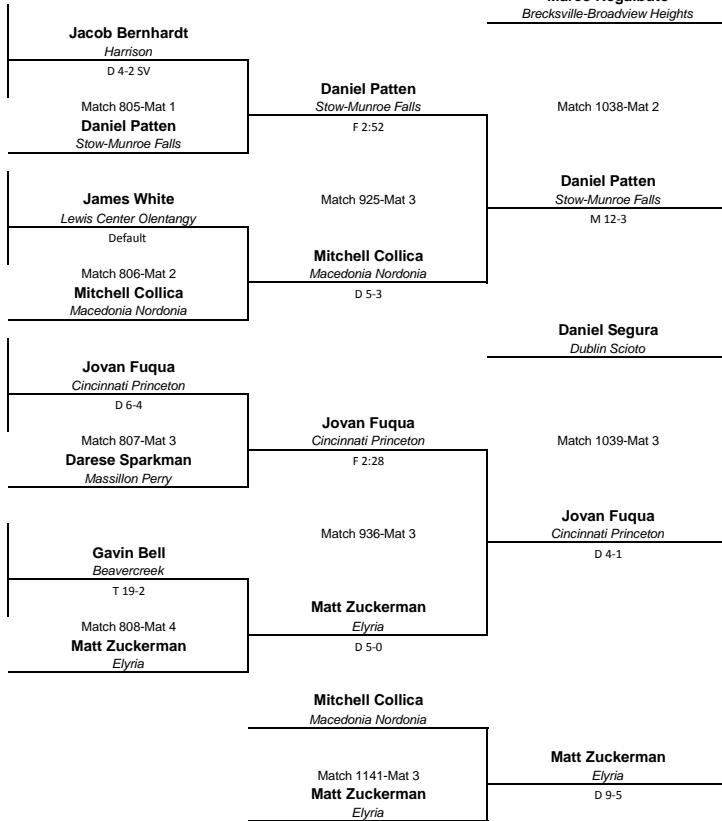 Brecksville-Broadview Heights
Jacob Bernhardt
Harrison
D 4-2 SV
Match 805-Mat 1
Daniel Patten
Stow-Munroe Falls
Daniel Patten
Stow-Munroe Falls
F 2:52
Match 1038-Mat 2
James White
Lewis Center Olentangy
Default
Match 925-Mat 3
Daniel Patten
Stow-Munroe Falls
M 12-3
Match 806-Mat 2
Mitchell Collica
Macedonia Nordonia
Mitchell Collica
Macedonia Nordonia
D 5-3
Daniel Segura
Dublin Scioto
Jovan Fuqua
Cincinnati Princeton
D 6-4
Match 807-Mat 3
Darese Sparkman
Massillon Perry
Jovan Fuqua
Cincinnati Princeton
F 2:28
Match 1039-Mat 3
Gavin Bell
Beavercreek
T 19-2
Match 936-Mat 3
Jovan Fuqua
Cincinnati Princeton
D 4-1
Match 808-Mat 4
Matt Zuckerman
Elyria
Matt Zuckerman
Elyria
D 5-0
Mitchell Collica
Macedonia Nordonia
Match 1141-Mat 3
Matt Zuckerman
Elyria
Matt Zuckerman
Elyria
D 9-5